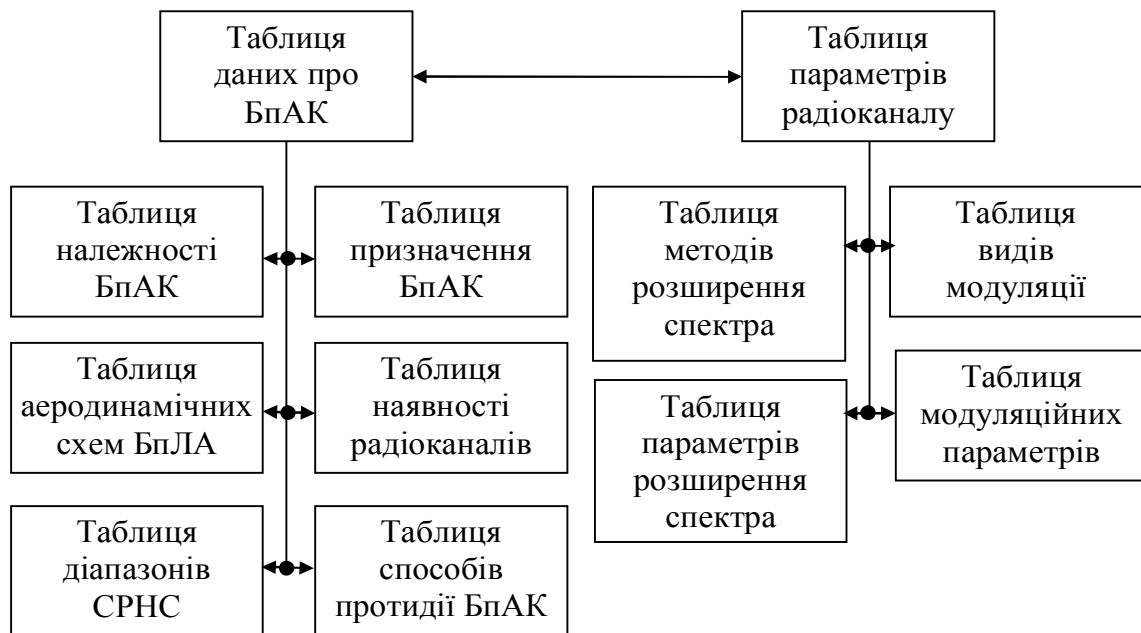 Таблиця
даних про
БпАК
Таблиця
параметрів
радіоканалу
Таблиця
належності
БпАК
Таблиця
призначення
БпАК
Таблиця
методів
розширення
спектра
Таблиця
видів
модуляції
Таблиця
аеродинамічних
схем БпЛА
Таблиця
наявності
радіоканалів
Таблиця
параметрів
розширення
спектра
Таблиця
модуляційних
параметрів
Таблиця
діапазонів
СРНС
Таблиця
способів
протидії БпАК